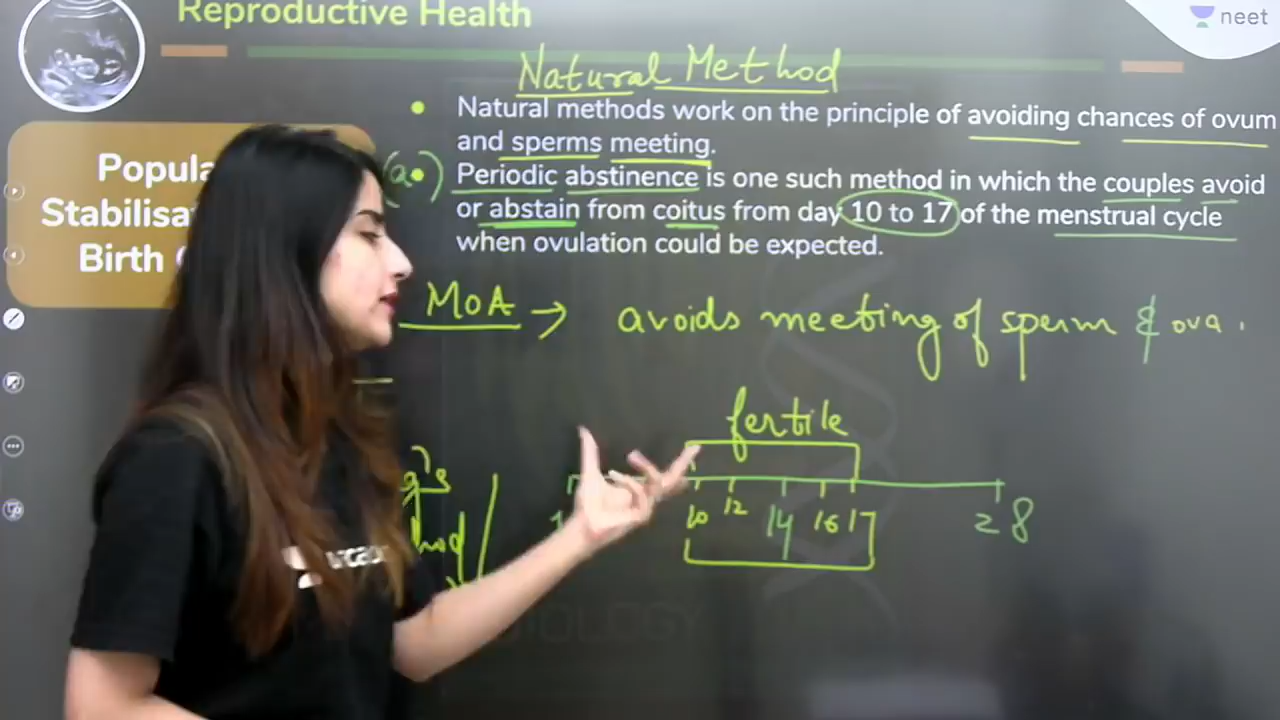 Reproductive Health
neet
Natural Method
Natural methods work on the principle of avoiding chances of ovum
and sperms meeting.
(a) Periodic abstinence is one such method in which the couples avoid
or abstain from coitus from day 10 to 17 of the menstrual cycle
when ovulation could be expected.
Birth
MOA → avoids meeting of sperm & ova.
fertile
10 12 14 16 17 28
BIOLOGY